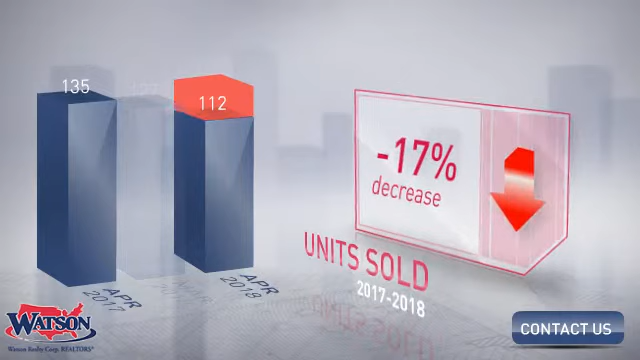 135
112
-17%
decrease
UNITS SOLD
2017-2018
APR
2017
APR
2018
WATSON
Watson Realty Corp. REALTORS®
CONTACT US